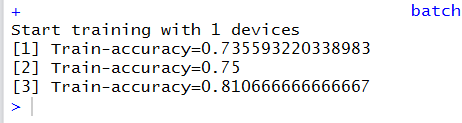 + batch
Start training with 1 devices
[1] Train-accuracy=0.735593220338983
[2] Train-accuracy=0.75
[3] Train-accuracy=0.810666666666667
>